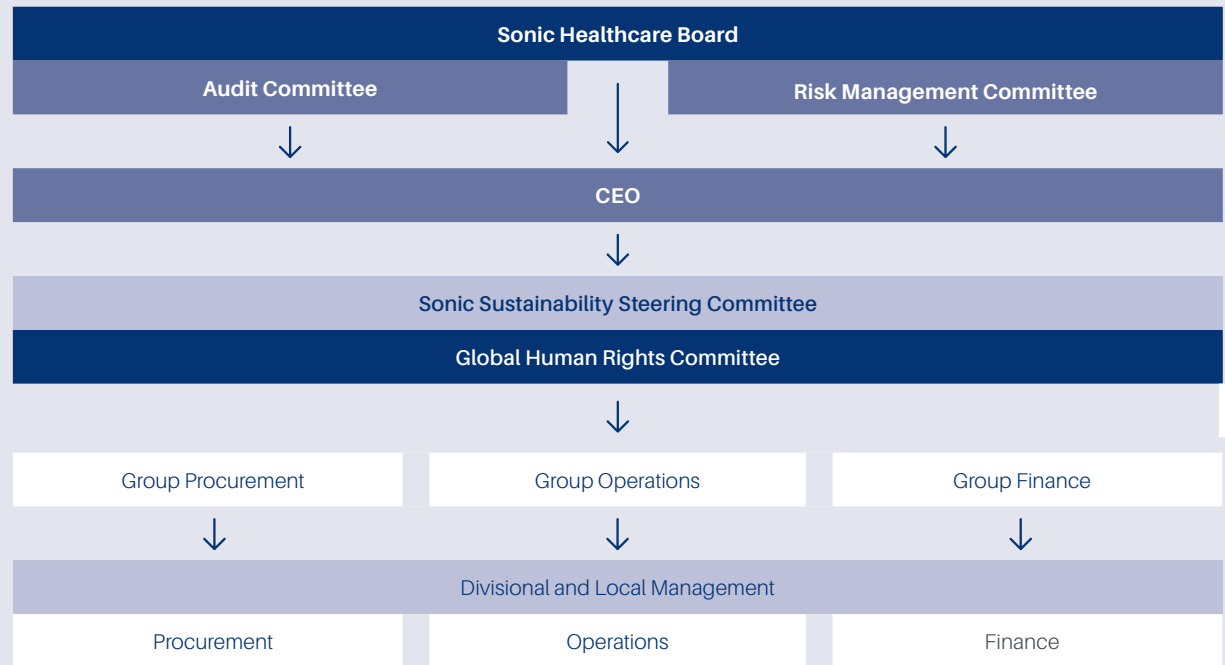 Sonic Healthcare Board
Audit Committee
Risk Management Committee
CEO
Sonic Sustainability Steering Committee
Global Human Rights Committee
Group Procurement
Group Operations
Group Finance
Divisional and Local Management
Procurement
Operations
Finance